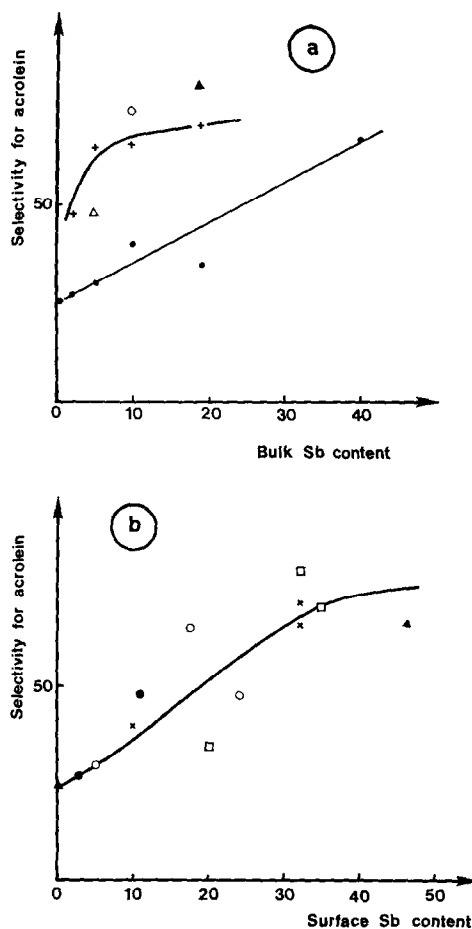 a
Selectivity for acrolein
50
0 10 20 30 40
Bulk Sb content
b
Selectivity for acrolein
50
0 10 20 30 40 50
Surface Sb content